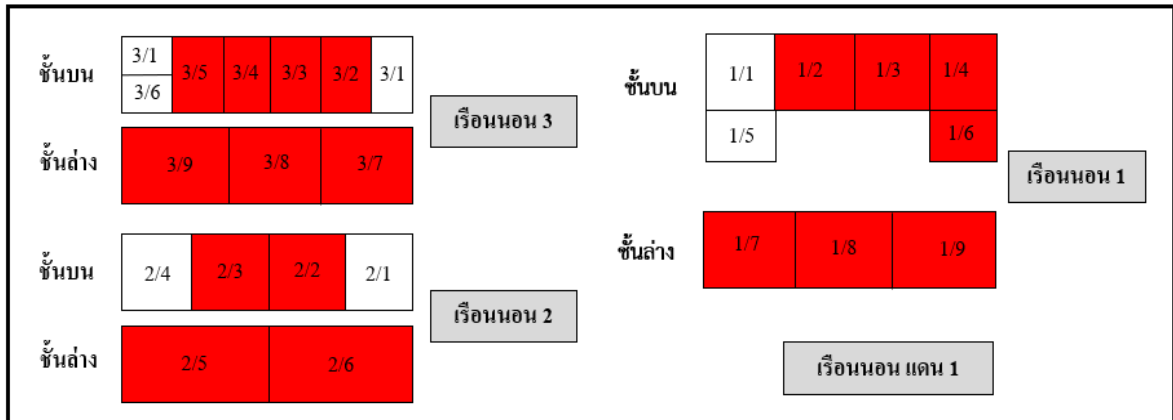 ชั้นบน
3/1
3/6
3/5 3/4 3/3 3/2 3/1
เรือนนอน 3
ชั้นล่าง
3/9 3/8 3/7
ชั้นบน
2/4 2/3 2/2 2/1
เรือนนอน 2
ชั้นล่าง
2/5 2/6
ชั้นบน
1/1 1/2 1/3 1/4
1/5 1/6
เรือนนอน 1
ชั้นล่าง
1/7 1/8 1/9
เรือนนอน แดน 1